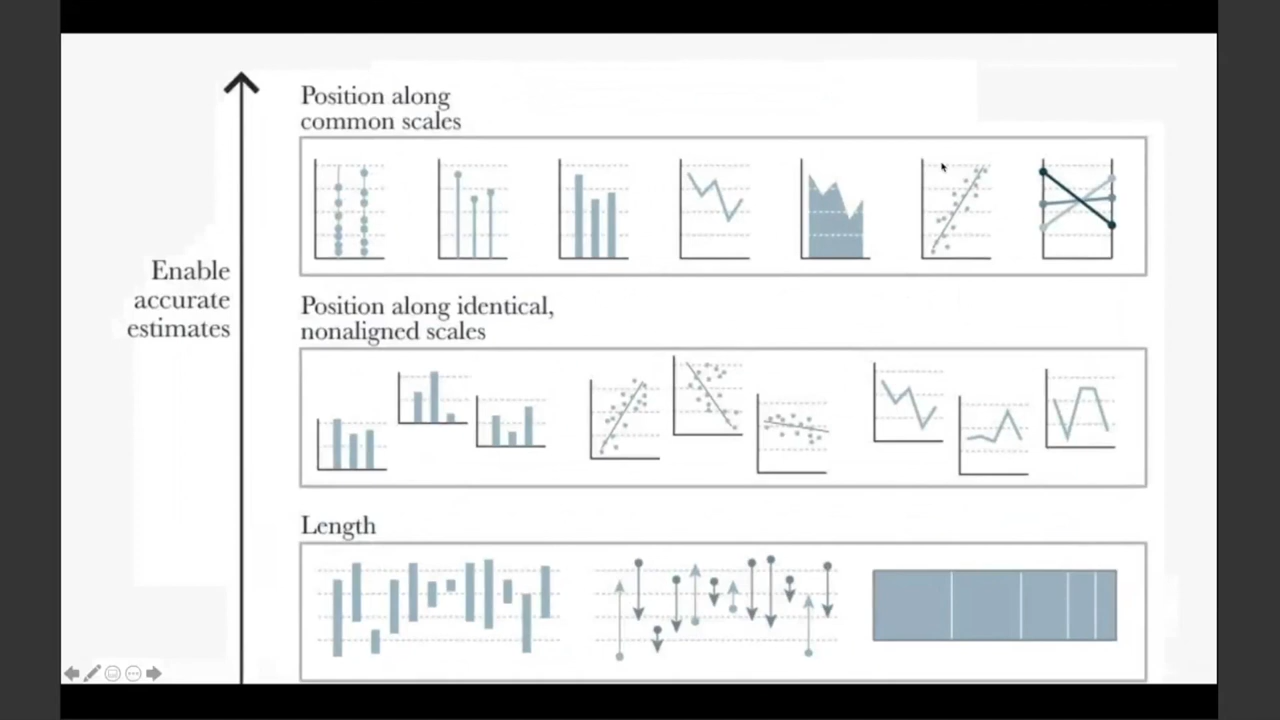 Position along
common scales
Enable
accurate
estimates
Position along identical,
nonaligned scales
Length